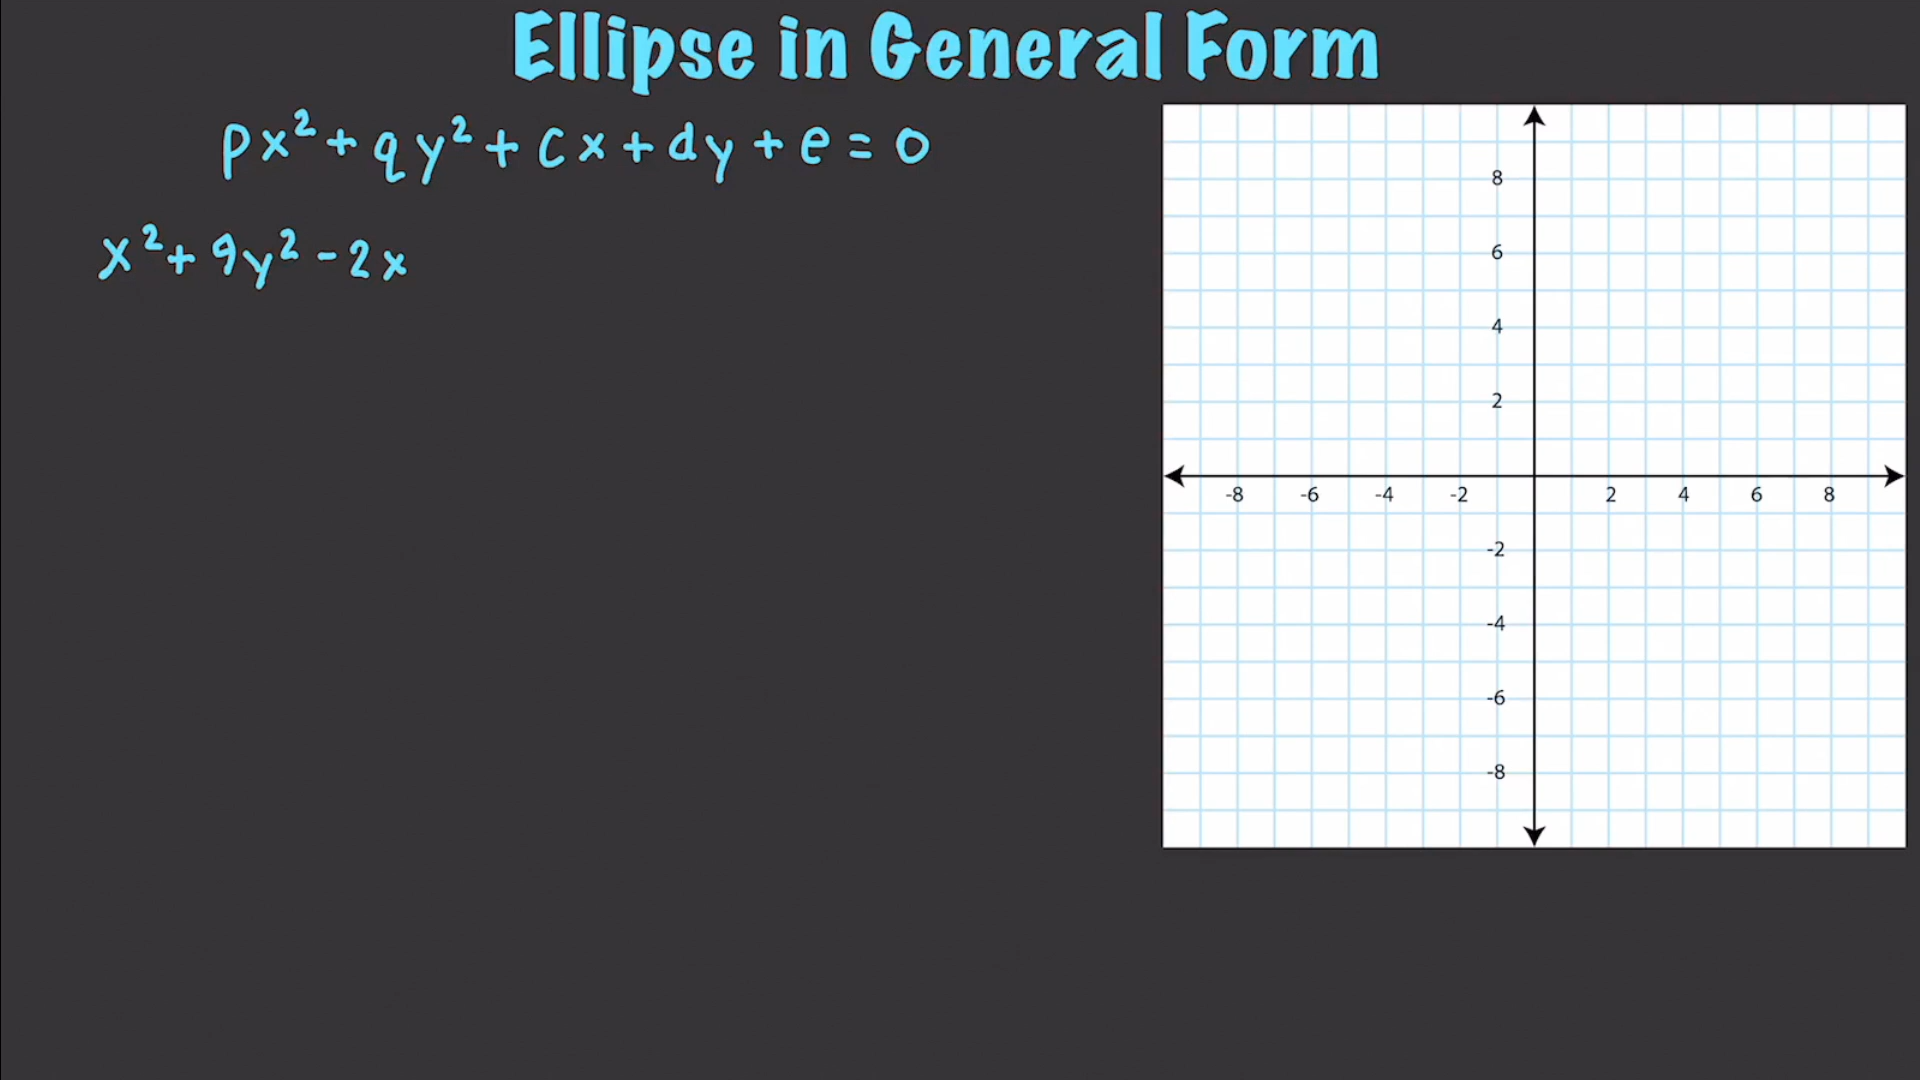 Ellipse in General Form
px² + qy² + cx + dy + e = 0
x² + 9y² - 2x
8
6
4
2
-8 -6 -4 -2 2 4 6 8
-2
-4
-6
-8